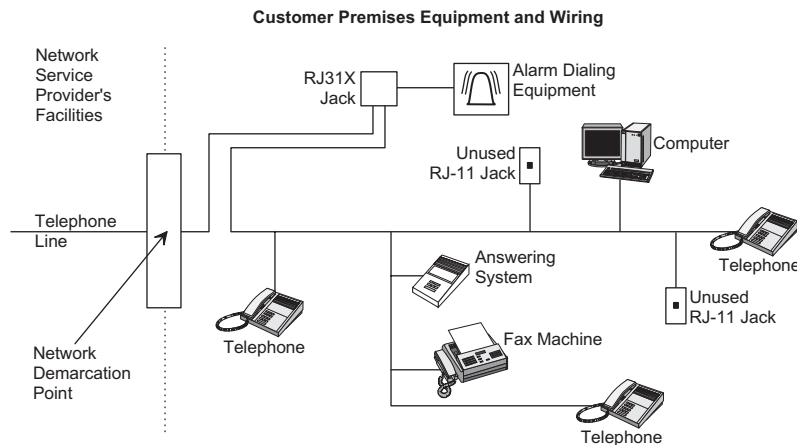 Customer Premises Equipment and Wiring
Network
Service
Provider's
Facilities
RJ31X
Jack
Alarm Dialing
Equipment
Unused
RJ-11 Jack
Computer
Telephone
Line
Answering
System
Telephone
Unused
RJ-11 Jack
Telephone
Fax Machine
Network
Demarcation
Point
Telephone